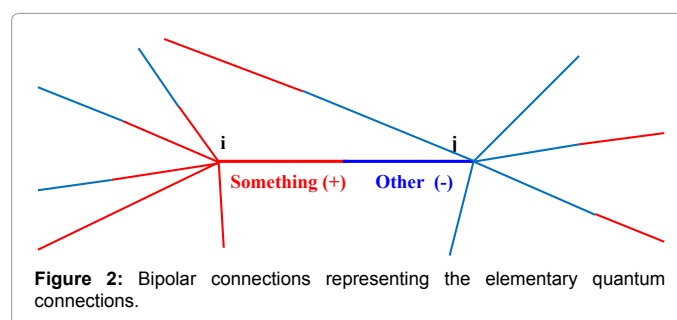 i
j
Something (+) Other (-)
Figure 2: Bipolar connections representing the elementary quantum
connections.